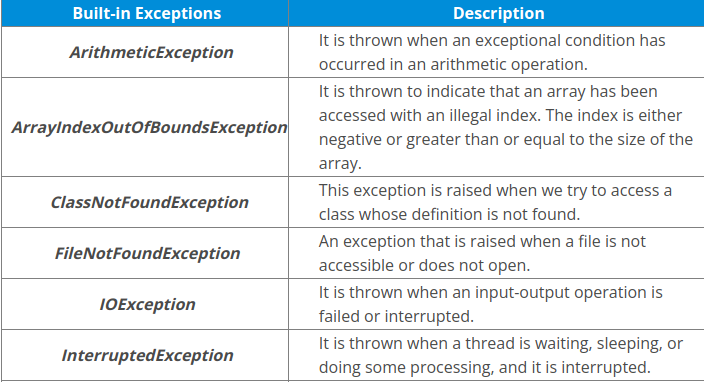 Built-in Exceptions Description
ArithmeticException
It is thrown when an exceptional condition has
occurred in an arithmetic operation.
ArrayIndexOutOfBoundsException
It is thrown to indicate that an array has been
accessed with an illegal index. The index is either
negative or greater than or equal to the size of the
array.
ClassNotFoundException
This exception is raised when we try to access a
class whose definition is not found.
FileNotFoundException
An exception that is raised when a file is not
accessible or does not open.
IOException
It is thrown when an input-output operation is
failed or interrupted.
InterruptedException
It is thrown when a thread is waiting, sleeping, or
doing some processing, and it is interrupted.